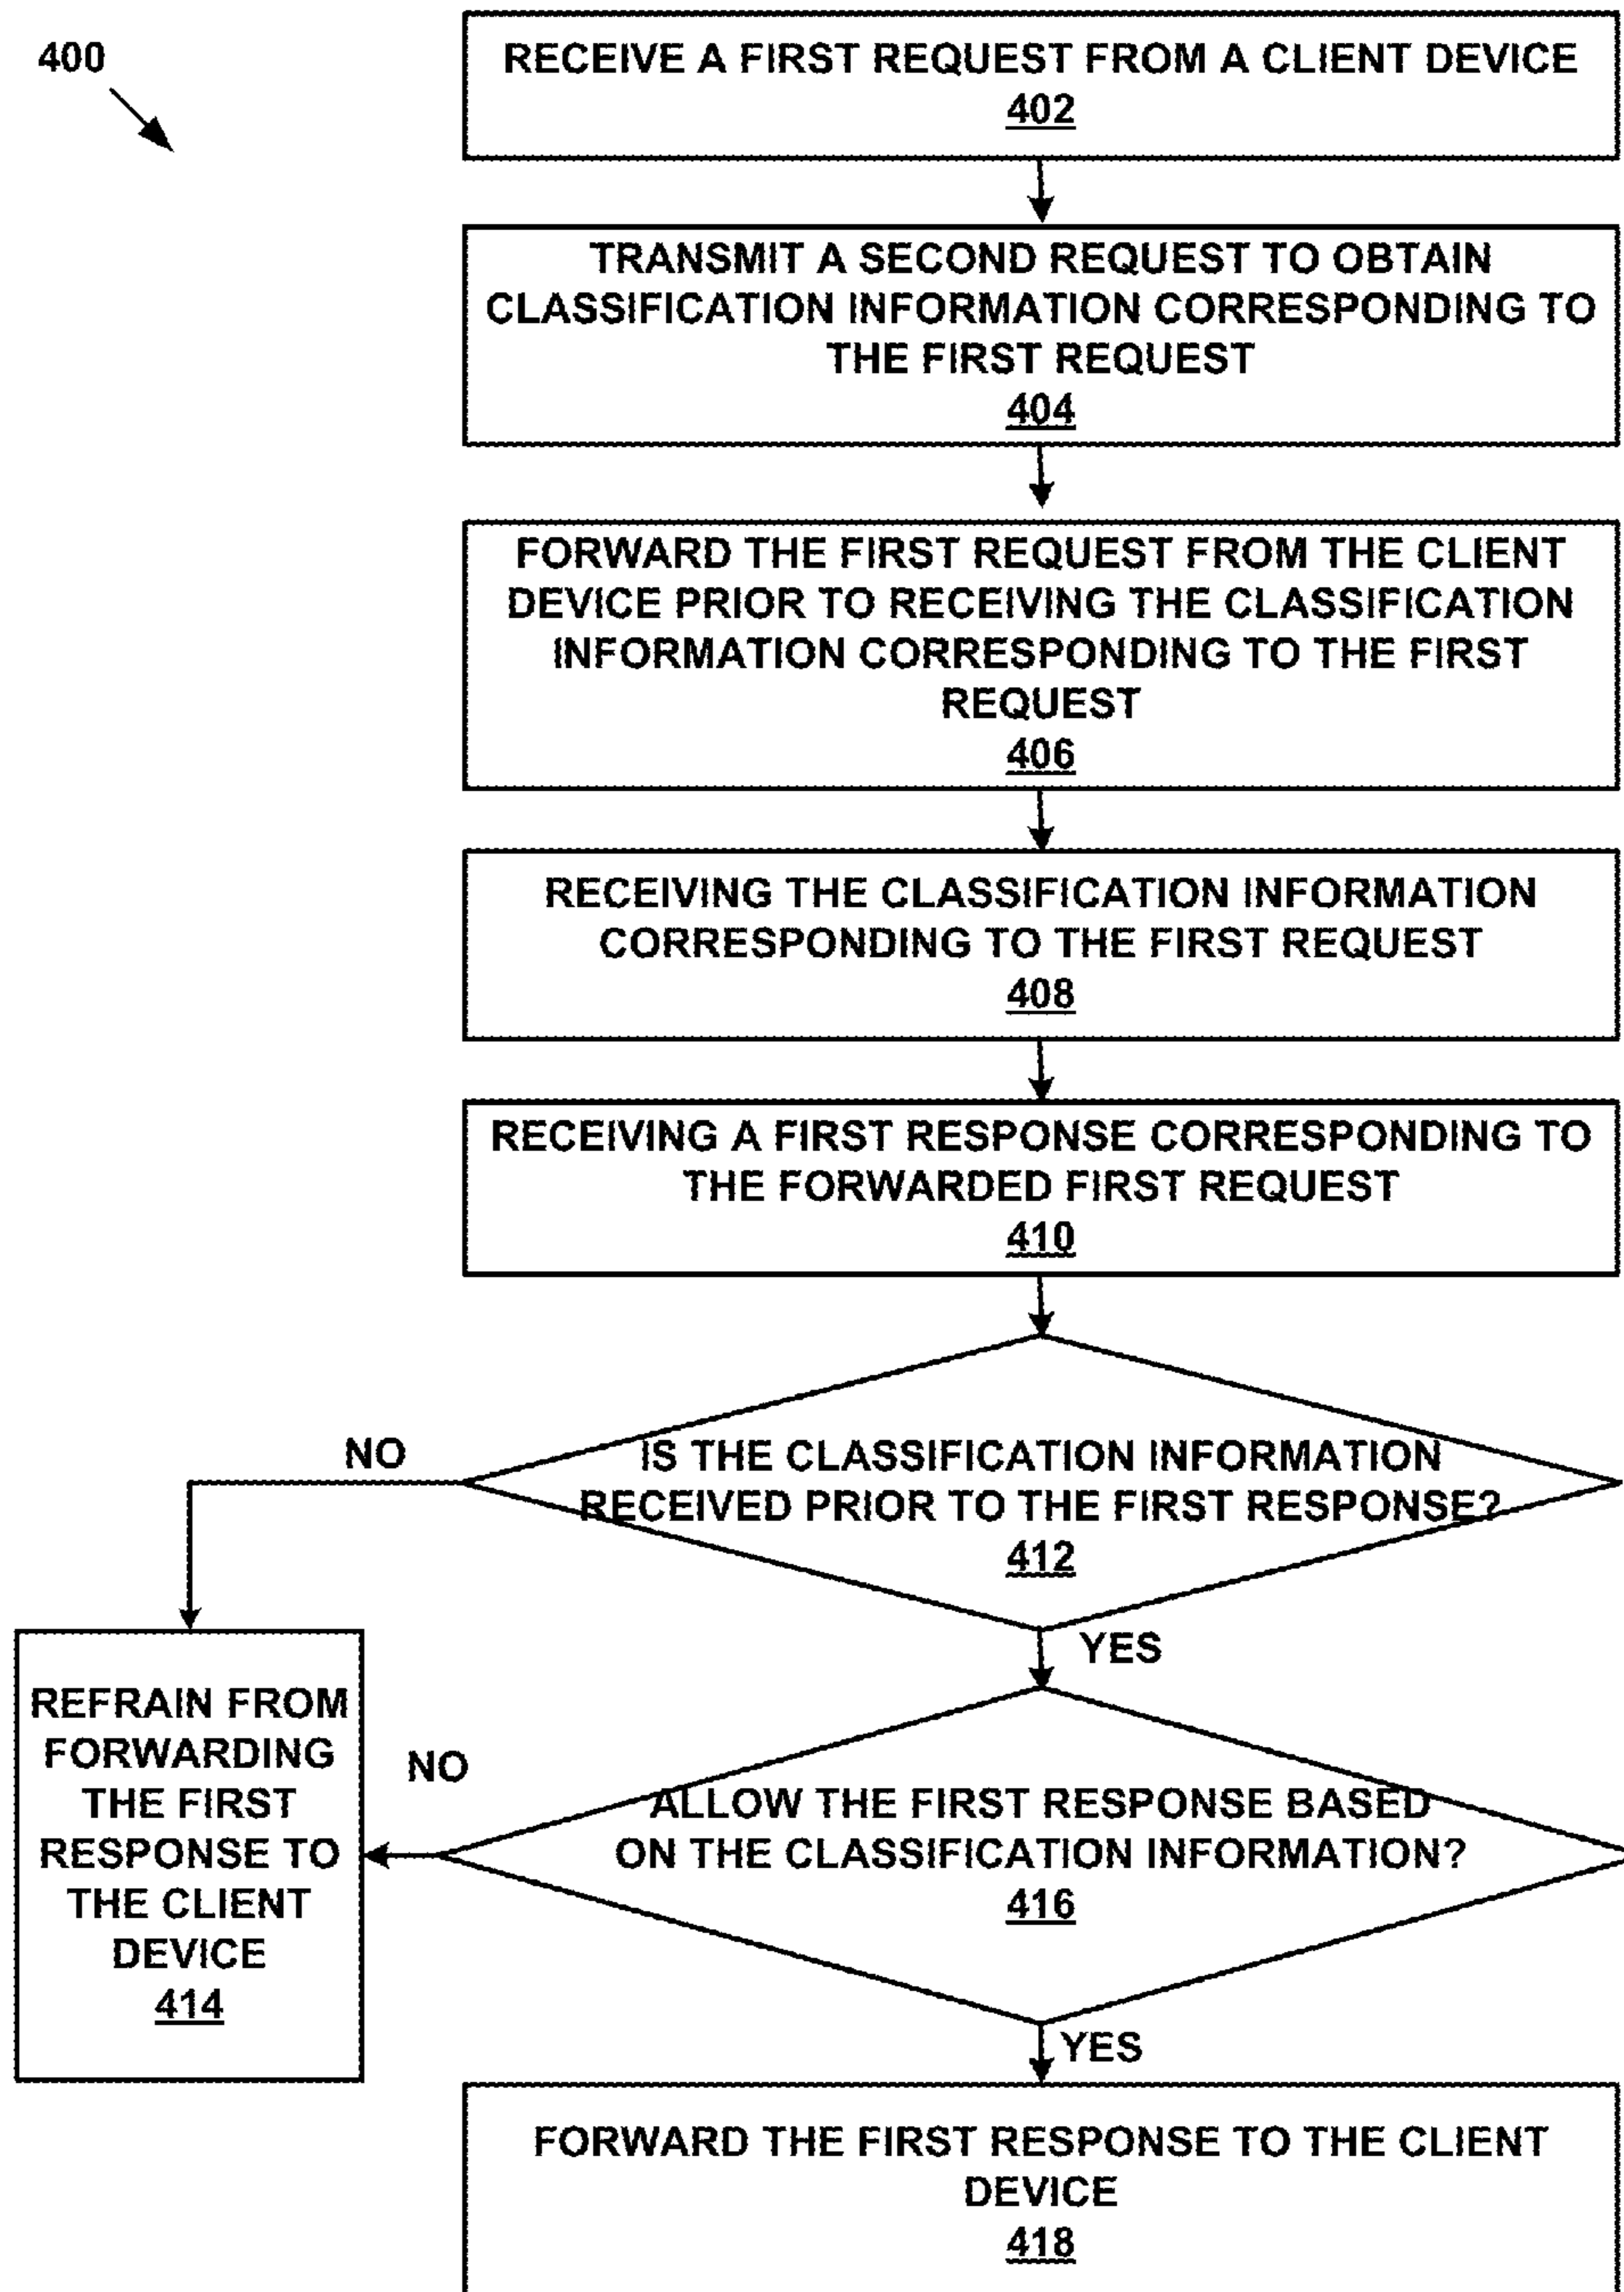 400
RECEIVE A FIRST REQUEST FROM A CLIENT DEVICE
402
TRANSMIT A SECOND REQUEST TO OBTAIN
CLASSIFICATION INFORMATION CORRESPONDING TO
THE FIRST REQUEST
404
FORWARD THE FIRST REQUEST FROM THE CLIENT
DEVICE PRIOR TO RECEIVING THE CLASSIFICATION
INFORMATION CORRESPONDING TO THE FIRST
REQUEST
406
RECEIVING THE CLASSIFICATION INFORMATION
CORRESPONDING TO THE FIRST REQUEST
408
RECEIVING A FIRST RESPONSE CORRESPONDING TO
THE FORWARDED FIRST REQUEST
410
NO
IS THE CLASSIFICATION INFORMATION
RECEIVED PRIOR TO THE FIRST RESPONSE?
412
YES
REFRAIN FROM
FORWARDING
THE FIRST
RESPONSE TO
THE CLIENT
DEVICE
414
NO
ALLOW THE FIRST RESPONSE BASED
ON THE CLASSIFICATION INFORMATION?
416
YES
FORWARD THE FIRST RESPONSE TO THE CLIENT
DEVICE
418